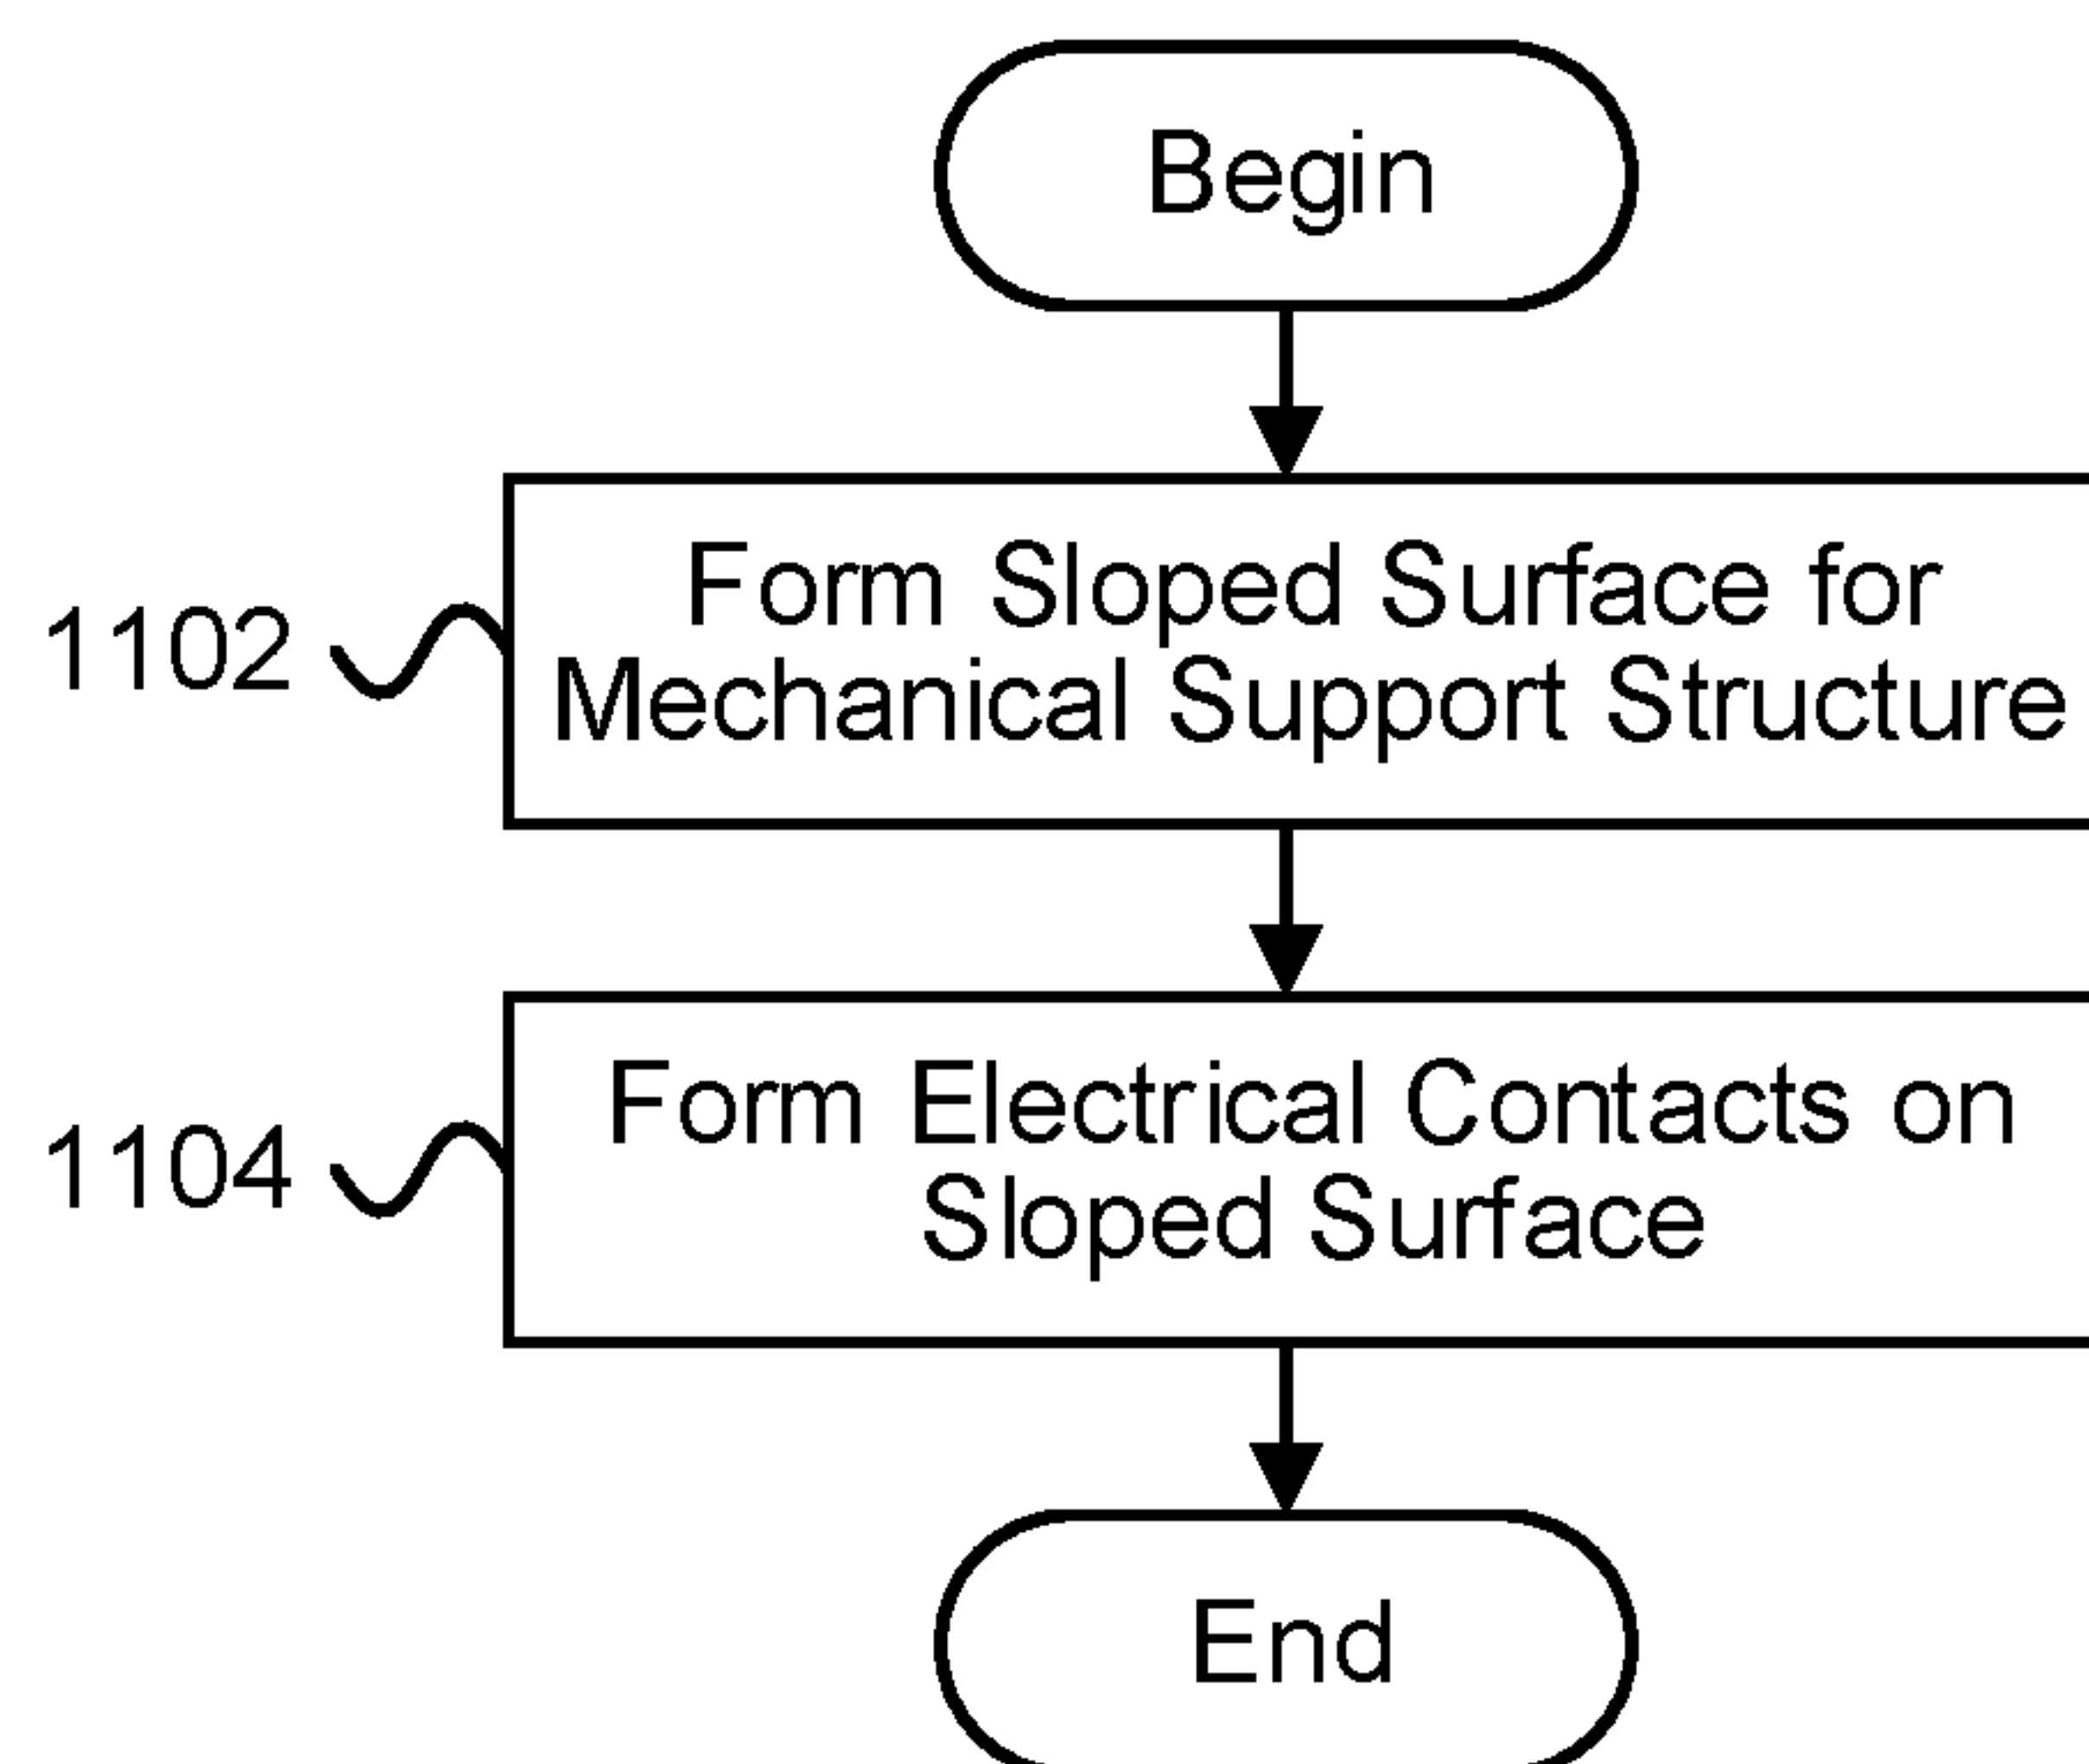 Begin
1102
Form Sloped Surface for
Mechanical Support Structure
1104
Form Electrical Contacts on
Sloped Surface
End